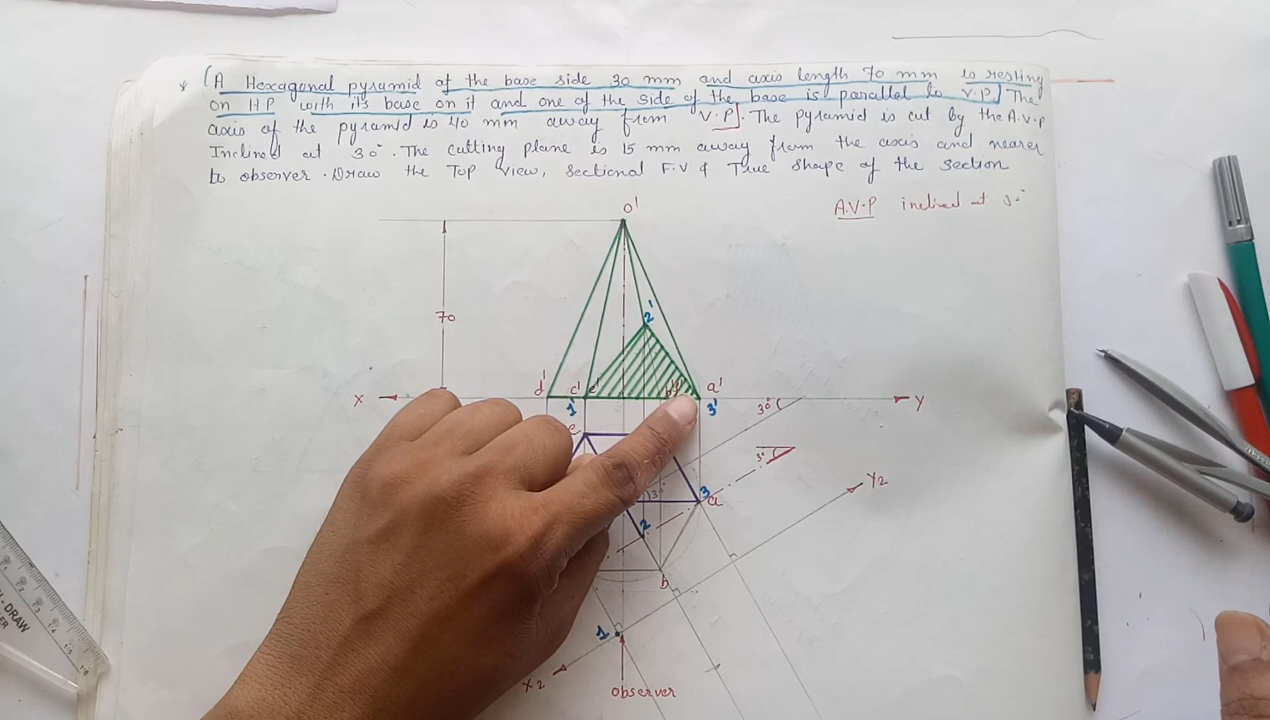 * (A Hexagonal pyramid of the base side 30 mm and axis length 70 mm is resting
on H.P with its base on it and one of the side of the base is parallel to V.P] The
axis of the pyramid is 40 mm away from V.P]. The pyramid is cut by the A.V.P
Inclined at 30°. The cutting plane is 15 mm away from the axis and nearer
to observer. Draw the Top view, Sectional F.V & True shape of the section
A.V.P inclined at
o'
70
2'
d' c' e' a'
X 1 3' 30° Y
e
3° Y2
3 a
2
b
1
X2
observer